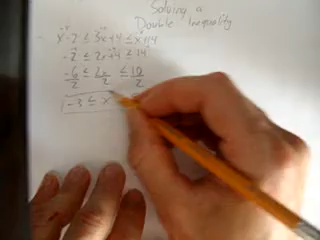 Solving a
Double Inequality
x-2 ≤ 3x+4 ≤ x+14
-2 ≤ 2x+4 ≤ 14
-6/2 ≤ 2x/2 ≤ 10/2
-3 ≤ x